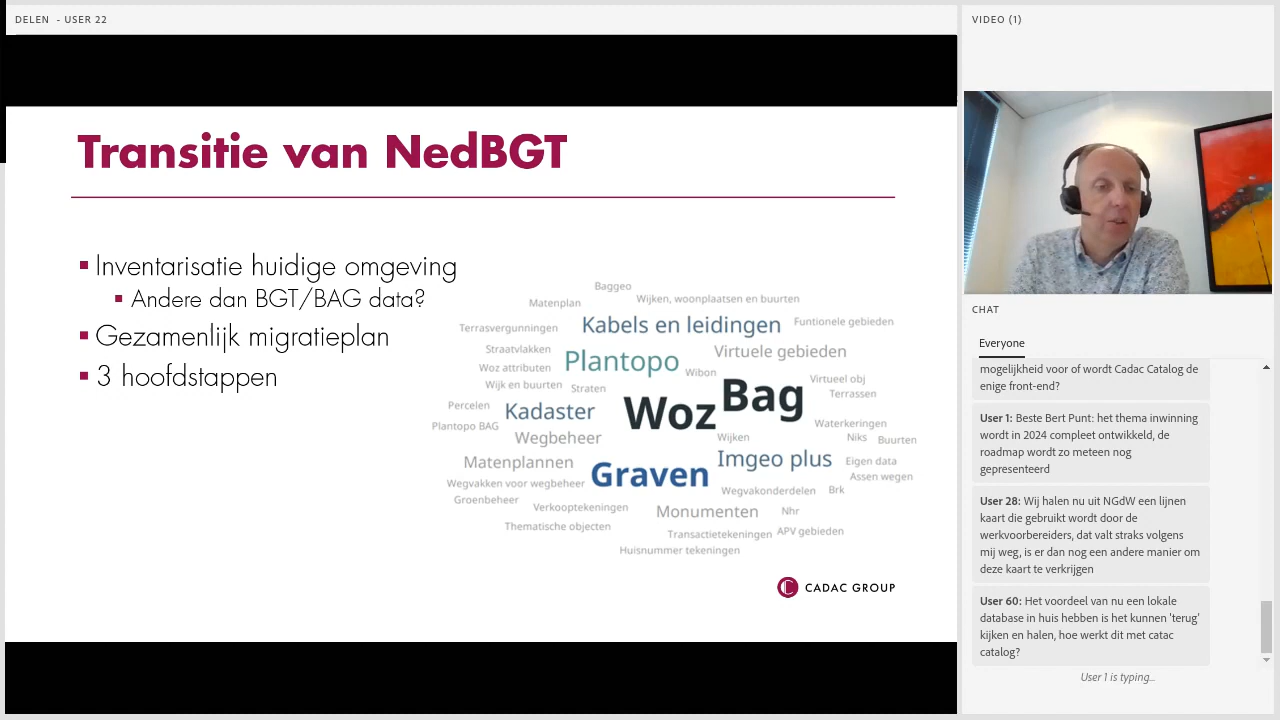 DELEN - USER 22
Transitie van NedBGT
Inventarisatie huidige omgeving
Andere dan BGT/BAG data?
Gezamenlijk migratieplan
3 hoofdstappen
Baggeo
Matenplan
Wijken, woonplaatsen en buurten
Terrasvergunningen
Kabels en leidingen
Funtionele gebieden
Straatvlakken
Plantopo
Virtuele gebieden
Woz attributen
Wibon
Wijk en buurten
Straten
Virtueel obj
Terrassen
Percelen
Kadaster
Woz
Bag
Plantopo BAG
Wegbeheer
Wijken
Waterkeringen
Niks
Buurten
Matenplannen
Graven
Imgeo plus
Eigen data
Assen wegen
Wegvakken voor wegbeheer
Wegvakonderdelen
Brk
Groenbeheer
Verkooptekeningen
Monumenten
Nhr
Thematische objecten
Transactietekeningen
APV gebieden
Huisnummer tekeningen
CADAC GROUP
VIDEO (1)
CHAT
Everyone
mogelijkheid voor of wordt Cadac Catalog de
enige front-end?
User 1: Beste Bert Punt: het thema inwinning
wordt in 2024 compleet ontwikkeld, de
roadmap wordt zo meteen nog
gepresenteerd
User 28: Wij halen nu uit NGdW een lijnen
kaart die gebruikt wordt door de
werkvoorbereiders, dat valt straks volgens
mij weg, is er dan nog een andere manier om
deze kaart te verkrijgen
User 60: Het voordeel van nu een lokale
database in huis hebben is het kunnen 'terug'
kijken en halen, hoe werkt dit met catac
catalog?
User 1 is typing...